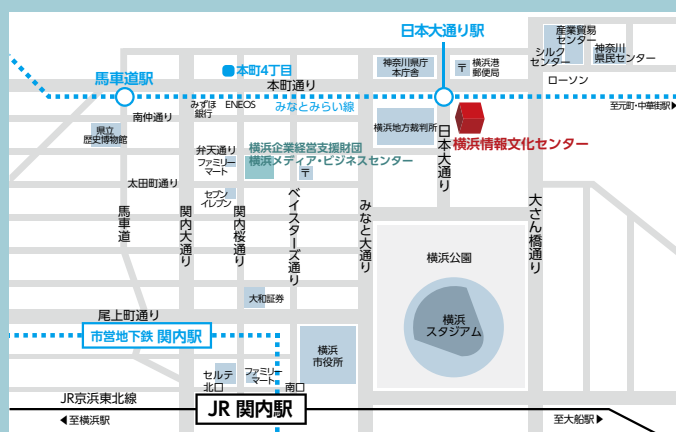 日本大通り駅
産業貿易
センター
シルク
センター
神奈川
県民センター
神奈川県庁
本庁舎
〒
横浜港
郵便局
ローソン
馬車道駅
本町4丁目
本町通り
みずほ
銀行
ENEOS
みなとみらい線
至元町・中華街駅▶
南仲通り
県立
歴史博物館
弁天通り
ファミリー
マート
横浜企業経営支援財団
横浜メディア・ビジネスセンター
〒
横浜地方裁判所
日本大通り
横浜情報文化センター
太田町通り
セブン
イレブン
馬車道
関内大通り
関内桜通り
ベイスターズ通り
みなと大通り
大さん橋通り
横浜公園
横浜
スタジアム
大和証券
尾上町通り
市営地下鉄 関内駅
横浜
市役所
セルテ
北口
ファミリー
マート
南口
JR京浜東北線
JR 関内駅
◀至横浜駅
至大船駅▶